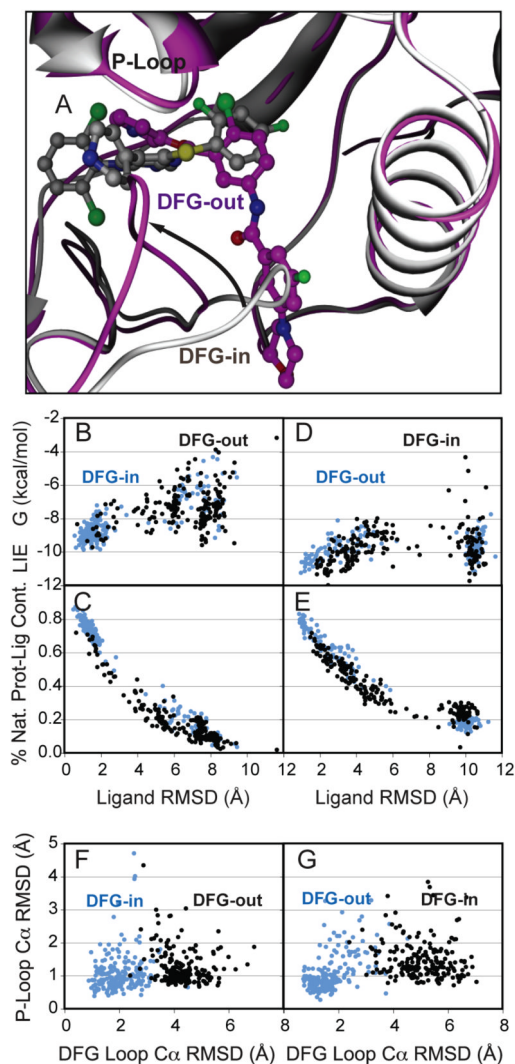 P-Loop
A
DFG-out
DFG-in
B DFG-out D DFG-in
DFG-in DFG-out
LIE G (kcal/mol)
-2
-4
-6
-8
-10
-12
C E
% Nat. Prot-Lig Cont.
0.8
0.6
0.4
0.2
0.0
0 2 4 6 8 10 12 2 4 6 8 10 12
Ligand RMSD (Å) Ligand RMSD (Å)
F G
DFG-in DFG-out DFG-out DFG-in
P-Loop Cα RMSD (Å)
5
4
3
2
1
0
0 2 4 6 8 2 4 6 8
DFG Loop Cα RMSD (Å) DFG Loop Cα RMSD (Å)